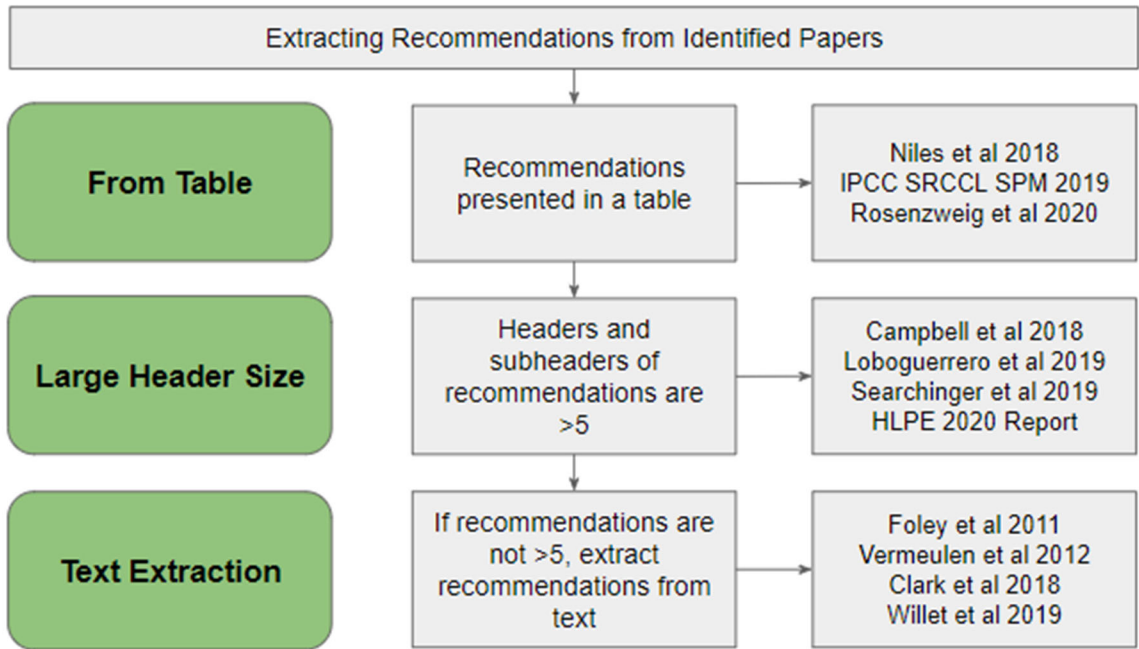 Extracting Recommendations from Identified Papers
From Table
Recommendations
presented in a table
Niles et al 2018
IPCC SRCCL SPM 2019
Rosenzweig et al 2020
Large Header Size
Headers and
subheaders of
recommendations are
>5
Campbell et al 2018
Loboguerrero et al 2019
Searchinger et al 2019
HLPE 2020 Report
Text Extraction
If recommendations are
not >5, extract
recommendations from
text
Foley et al 2011
Vermeulen et al 2012
Clark et al 2018
Willet et al 2019